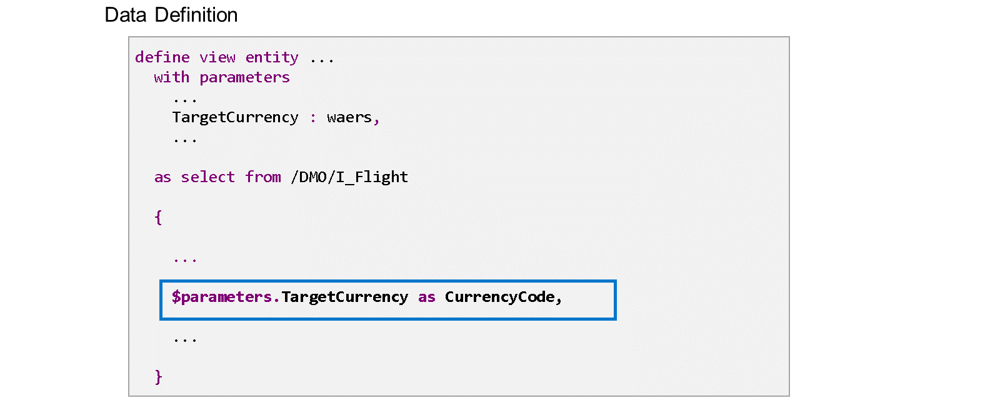 Data Definition
define view entity ...
with parameters
...
TargetCurrency : waers,
...
as select from /DMO/I_Flight
{
...
$parameters.TargetCurrency as CurrencyCode,
...
}